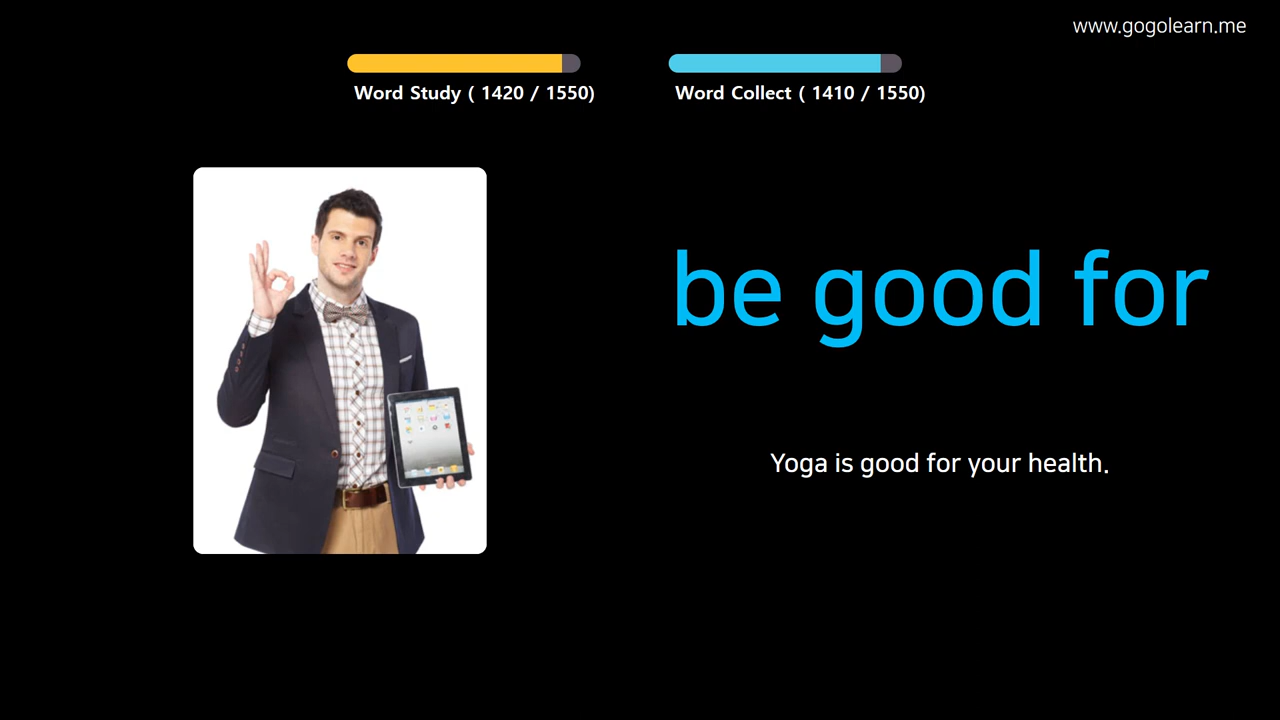 www.gogolearn.me
Word Study ( 1420 / 1550)
Word Collect ( 1410 / 1550)
be good for
Yoga is good for your health.